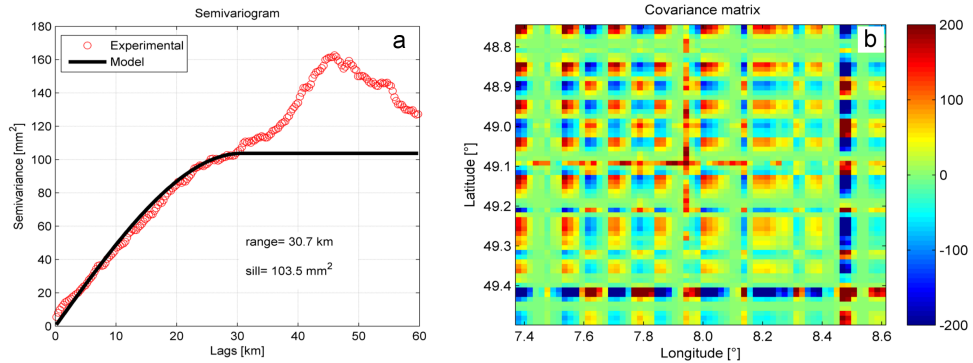 Semivariogram
a
Experimental
Model
180
160
140
120
100
80
60
40
20
0
Semivariance [mm²]
range= 30.7 km
sill= 103.5 mm²
0 10 20 30 40 50 60
Lags [km]
Covariance matrix
b
48.8
48.9
49.0
49.1
49.2
49.3
49.4
Latitude [°]
7.4 7.6 7.8 8.0 8.2 8.4 8.6
Longitude [°]
200
100
0
-100
-200